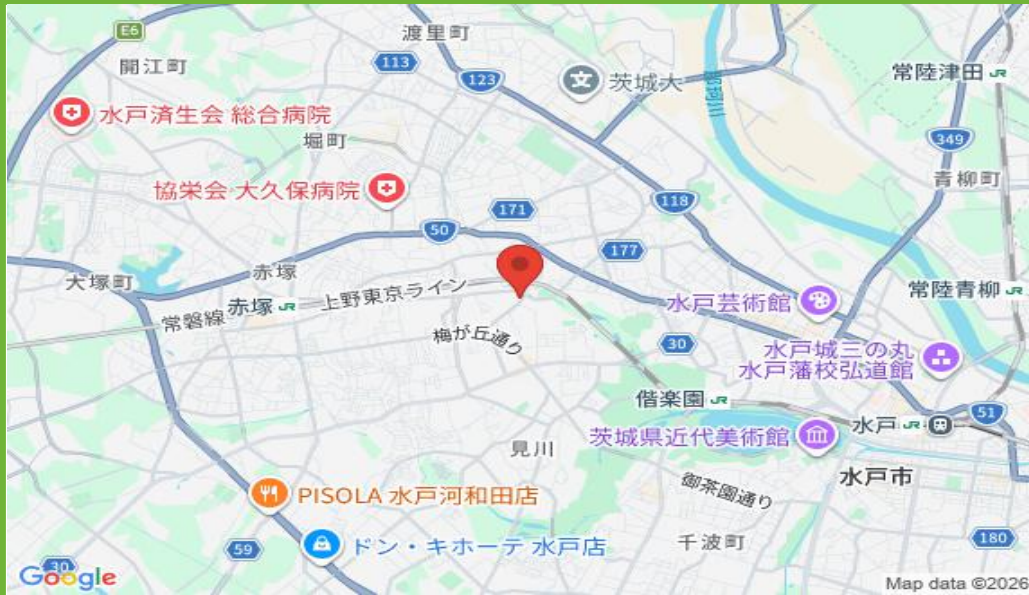 E6
渡里町
開江町
113
123
茨城大
常陸津田 JR
水戸済生会 総合病院
那珂川
堀町
349
協栄会 大久保病院
青柳町
171
118
50
177
大塚町
赤塚
常磐線
赤塚 JR
上野東京ライン
常陸青柳 JR
水戸芸術館
梅が丘通り
30
水戸城三の丸
水戸藩校弘道館
偕楽園 JR
51
水戸 JR
茨城県近代美術館
見川
水戸市
御茶園通り
PISOLA 水戸河和田店
59
ドン・キホーテ 水戸店
千波町
180
30
Google
Map data ©2026